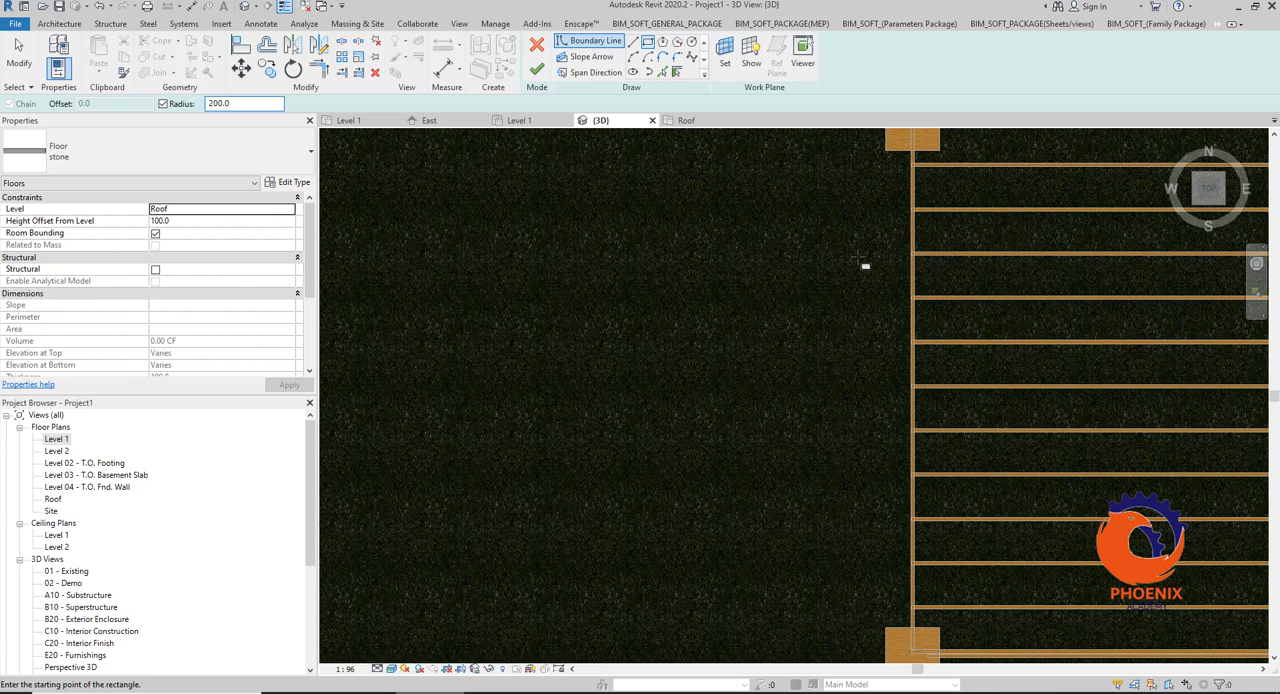 Autodesk Revit 2020.2 - Project1 - 3D View: {3D}
Sign In
File Architecture Structure Steel Systems Insert Annotate Analyze Massing & Site Collaborate View Manage Add-Ins Enscape™ BIM_SOFT_GENERAL_PACKAGE BIM_SOFT_PACKAGE(MEP) BIM_SOFT_(Parameters Package) BIM_SOFT_PACKAGE(Sheets/views) BIM_SOFT_(Family Package)
Cope
Boundary Line
Modify
Paste
Cut
Slope Arrow
Set Show Ref Plane Viewer
Join
Span Direction
Select Properties Clipboard Geometry Modify View Measure Create Mode Draw Work Plane
Chain Offset: 0.0 Radius: 200.0
Properties
Level 1 East Level 1 {3D} Roof
Floor
stone
Floors Edit Type
Constraints
Level Roof
Height Offset From Level 100.0
Room Bounding
Related to Mass
Structural
Structural
Enable Analytical Model
Dimensions
Slope
Perimeter
Area
Volume 0.00 CF
Elevation at Top Varies
Elevation at Bottom Varies
Properties help Apply
Project Browser - Project1
Views (all)
Floor Plans
Level 1
Level 2
Level 02 - T.O. Footing
Level 03 - T.O. Basement Slab
Level 04 - T.O. Fnd. Wall
Roof
Site
Ceiling Plans
Level 1
Level 2
3D Views
01 - Existing
02 - Demo
A10 - Substructure
B10 - Superstructure
B20 - Exterior Enclosure
C10 - Interior Construction
C20 - Interior Finish
E20 - Furnishings
Perspective 3D
N
W TOP E
S
PHOENIX
ACADEMY
1 : 96
Enter the starting point of the rectangle.
:0
Main Model
:0